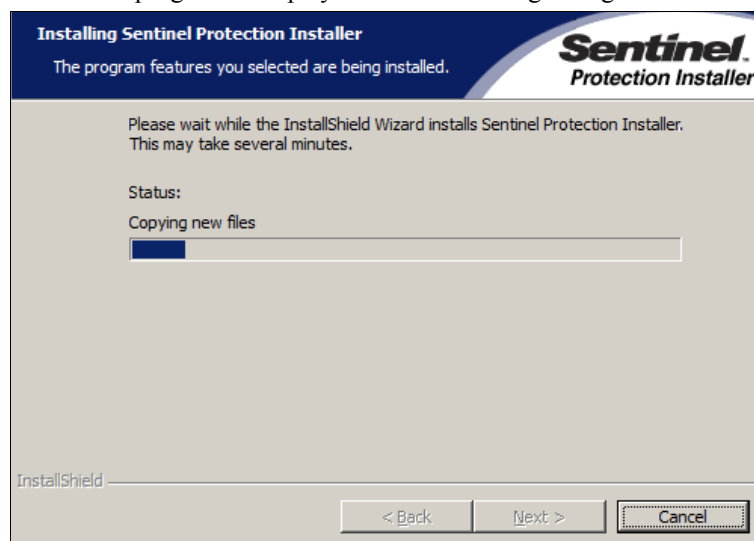 Installing Sentinel Protection Installer
The program features you selected are being installed.
Sentinel.
Protection Installer
Please wait while the InstallShield Wizard installs Sentinel Protection Installer.
This may take several minutes.
Status:
Copying new files
InstallShield
< Back
Next >
Cancel